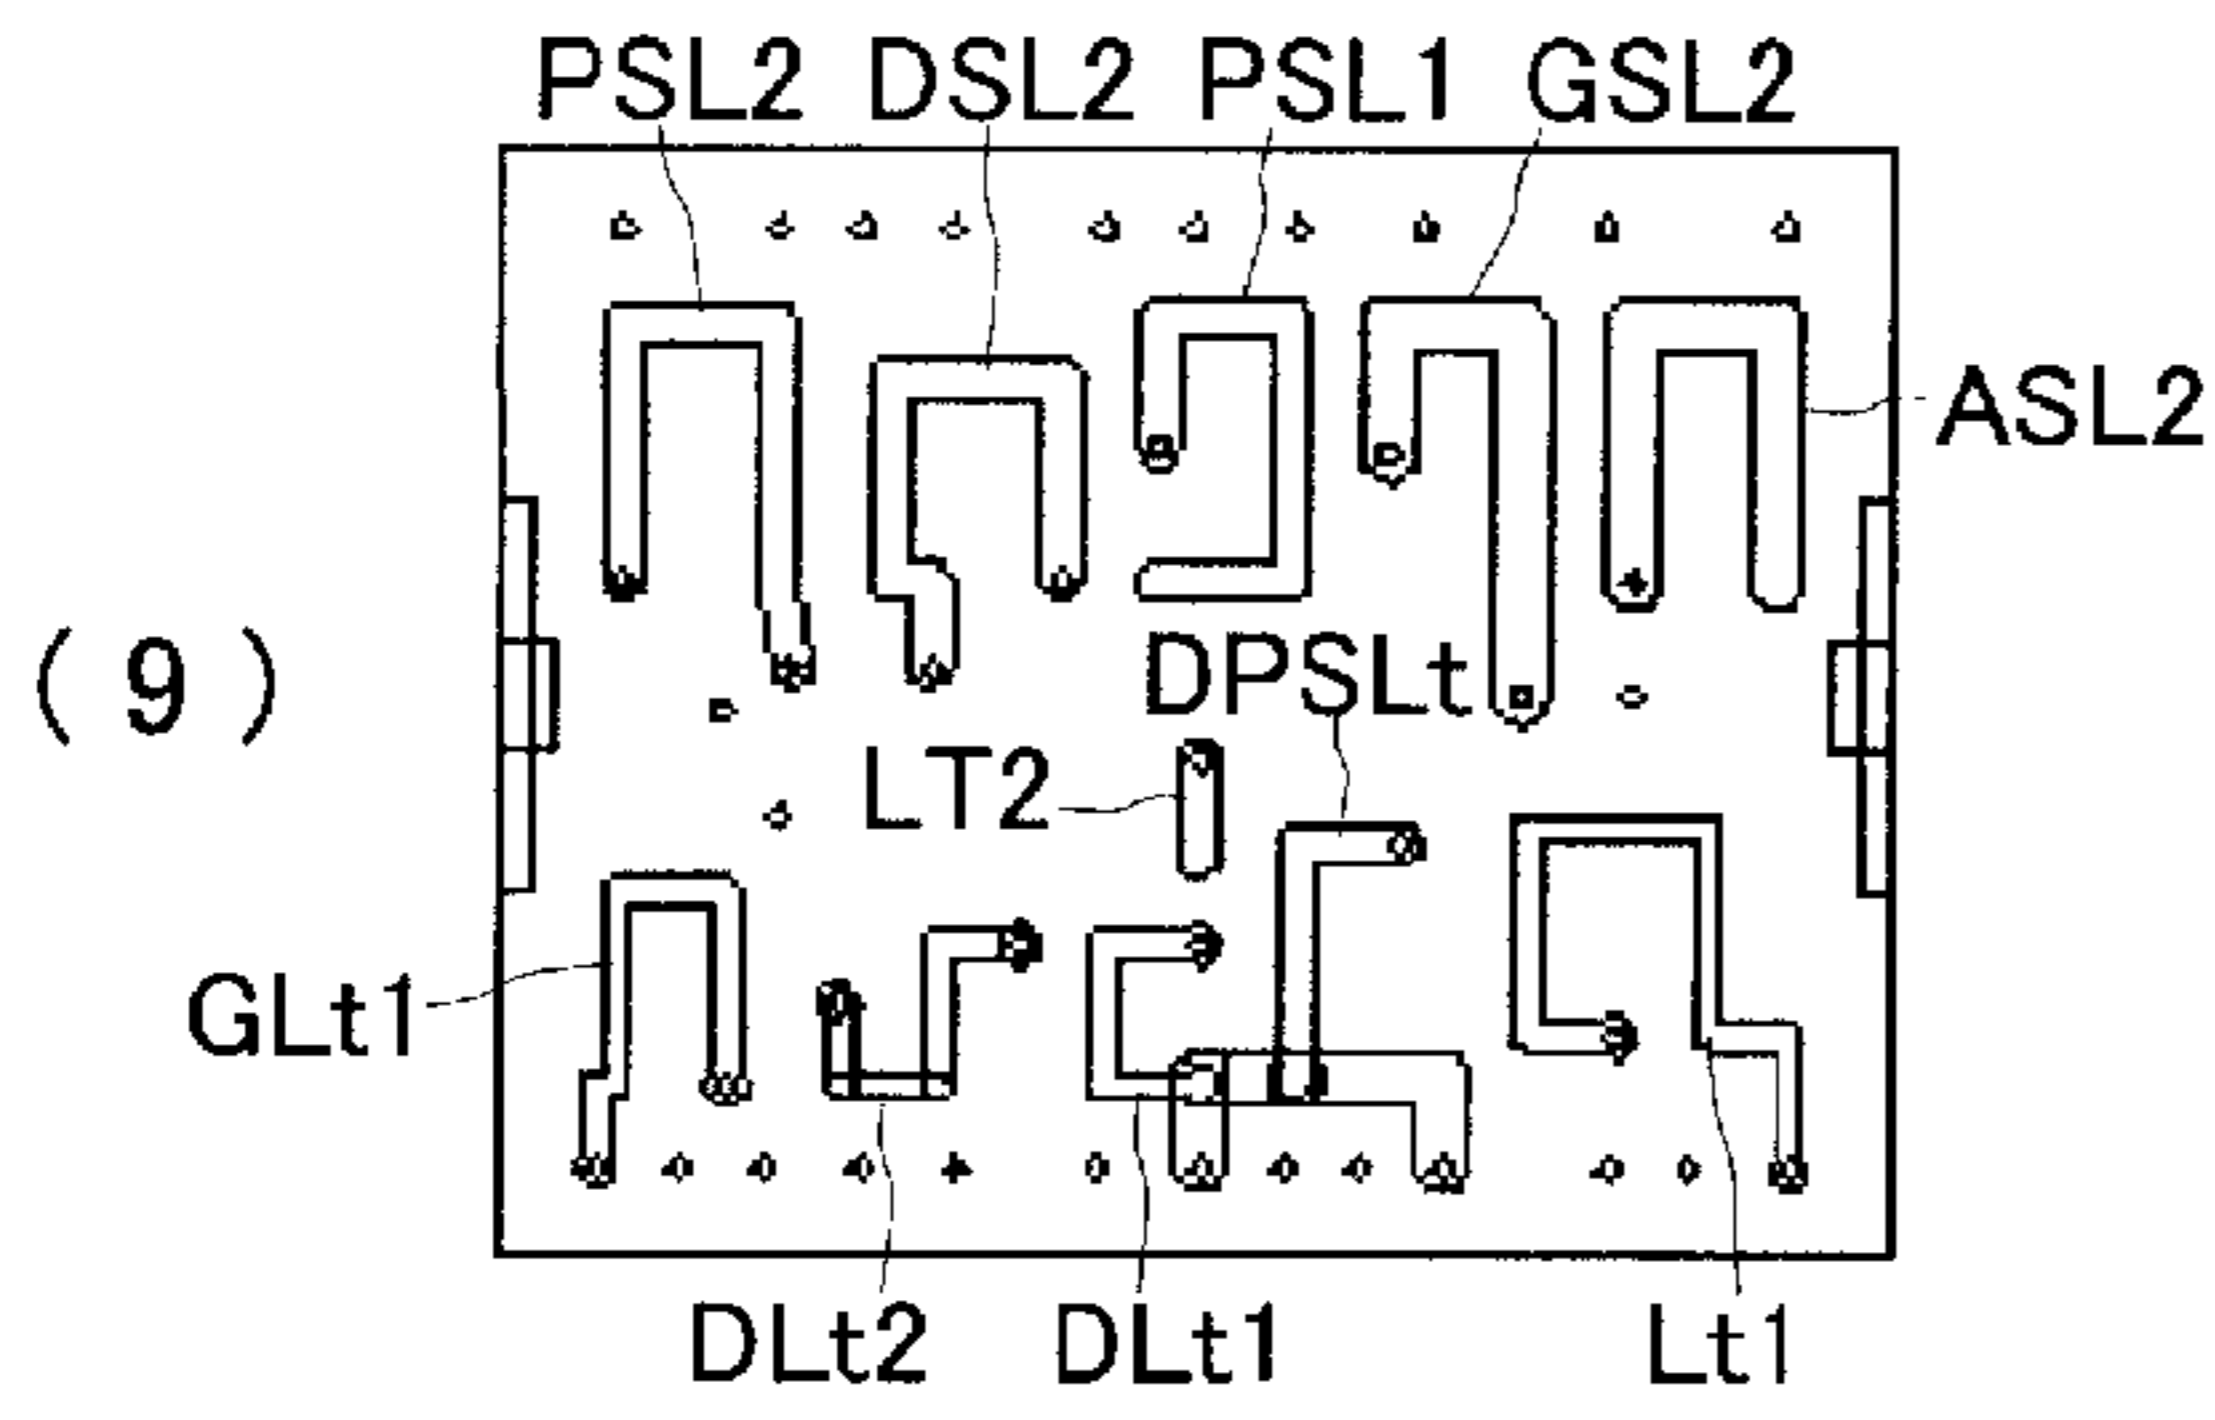 PSL2 DSL2 PSL1 GSL2
ASL2
(9)
DPSLt
LT2
GLt1
DLt2 DLt1 Lt1